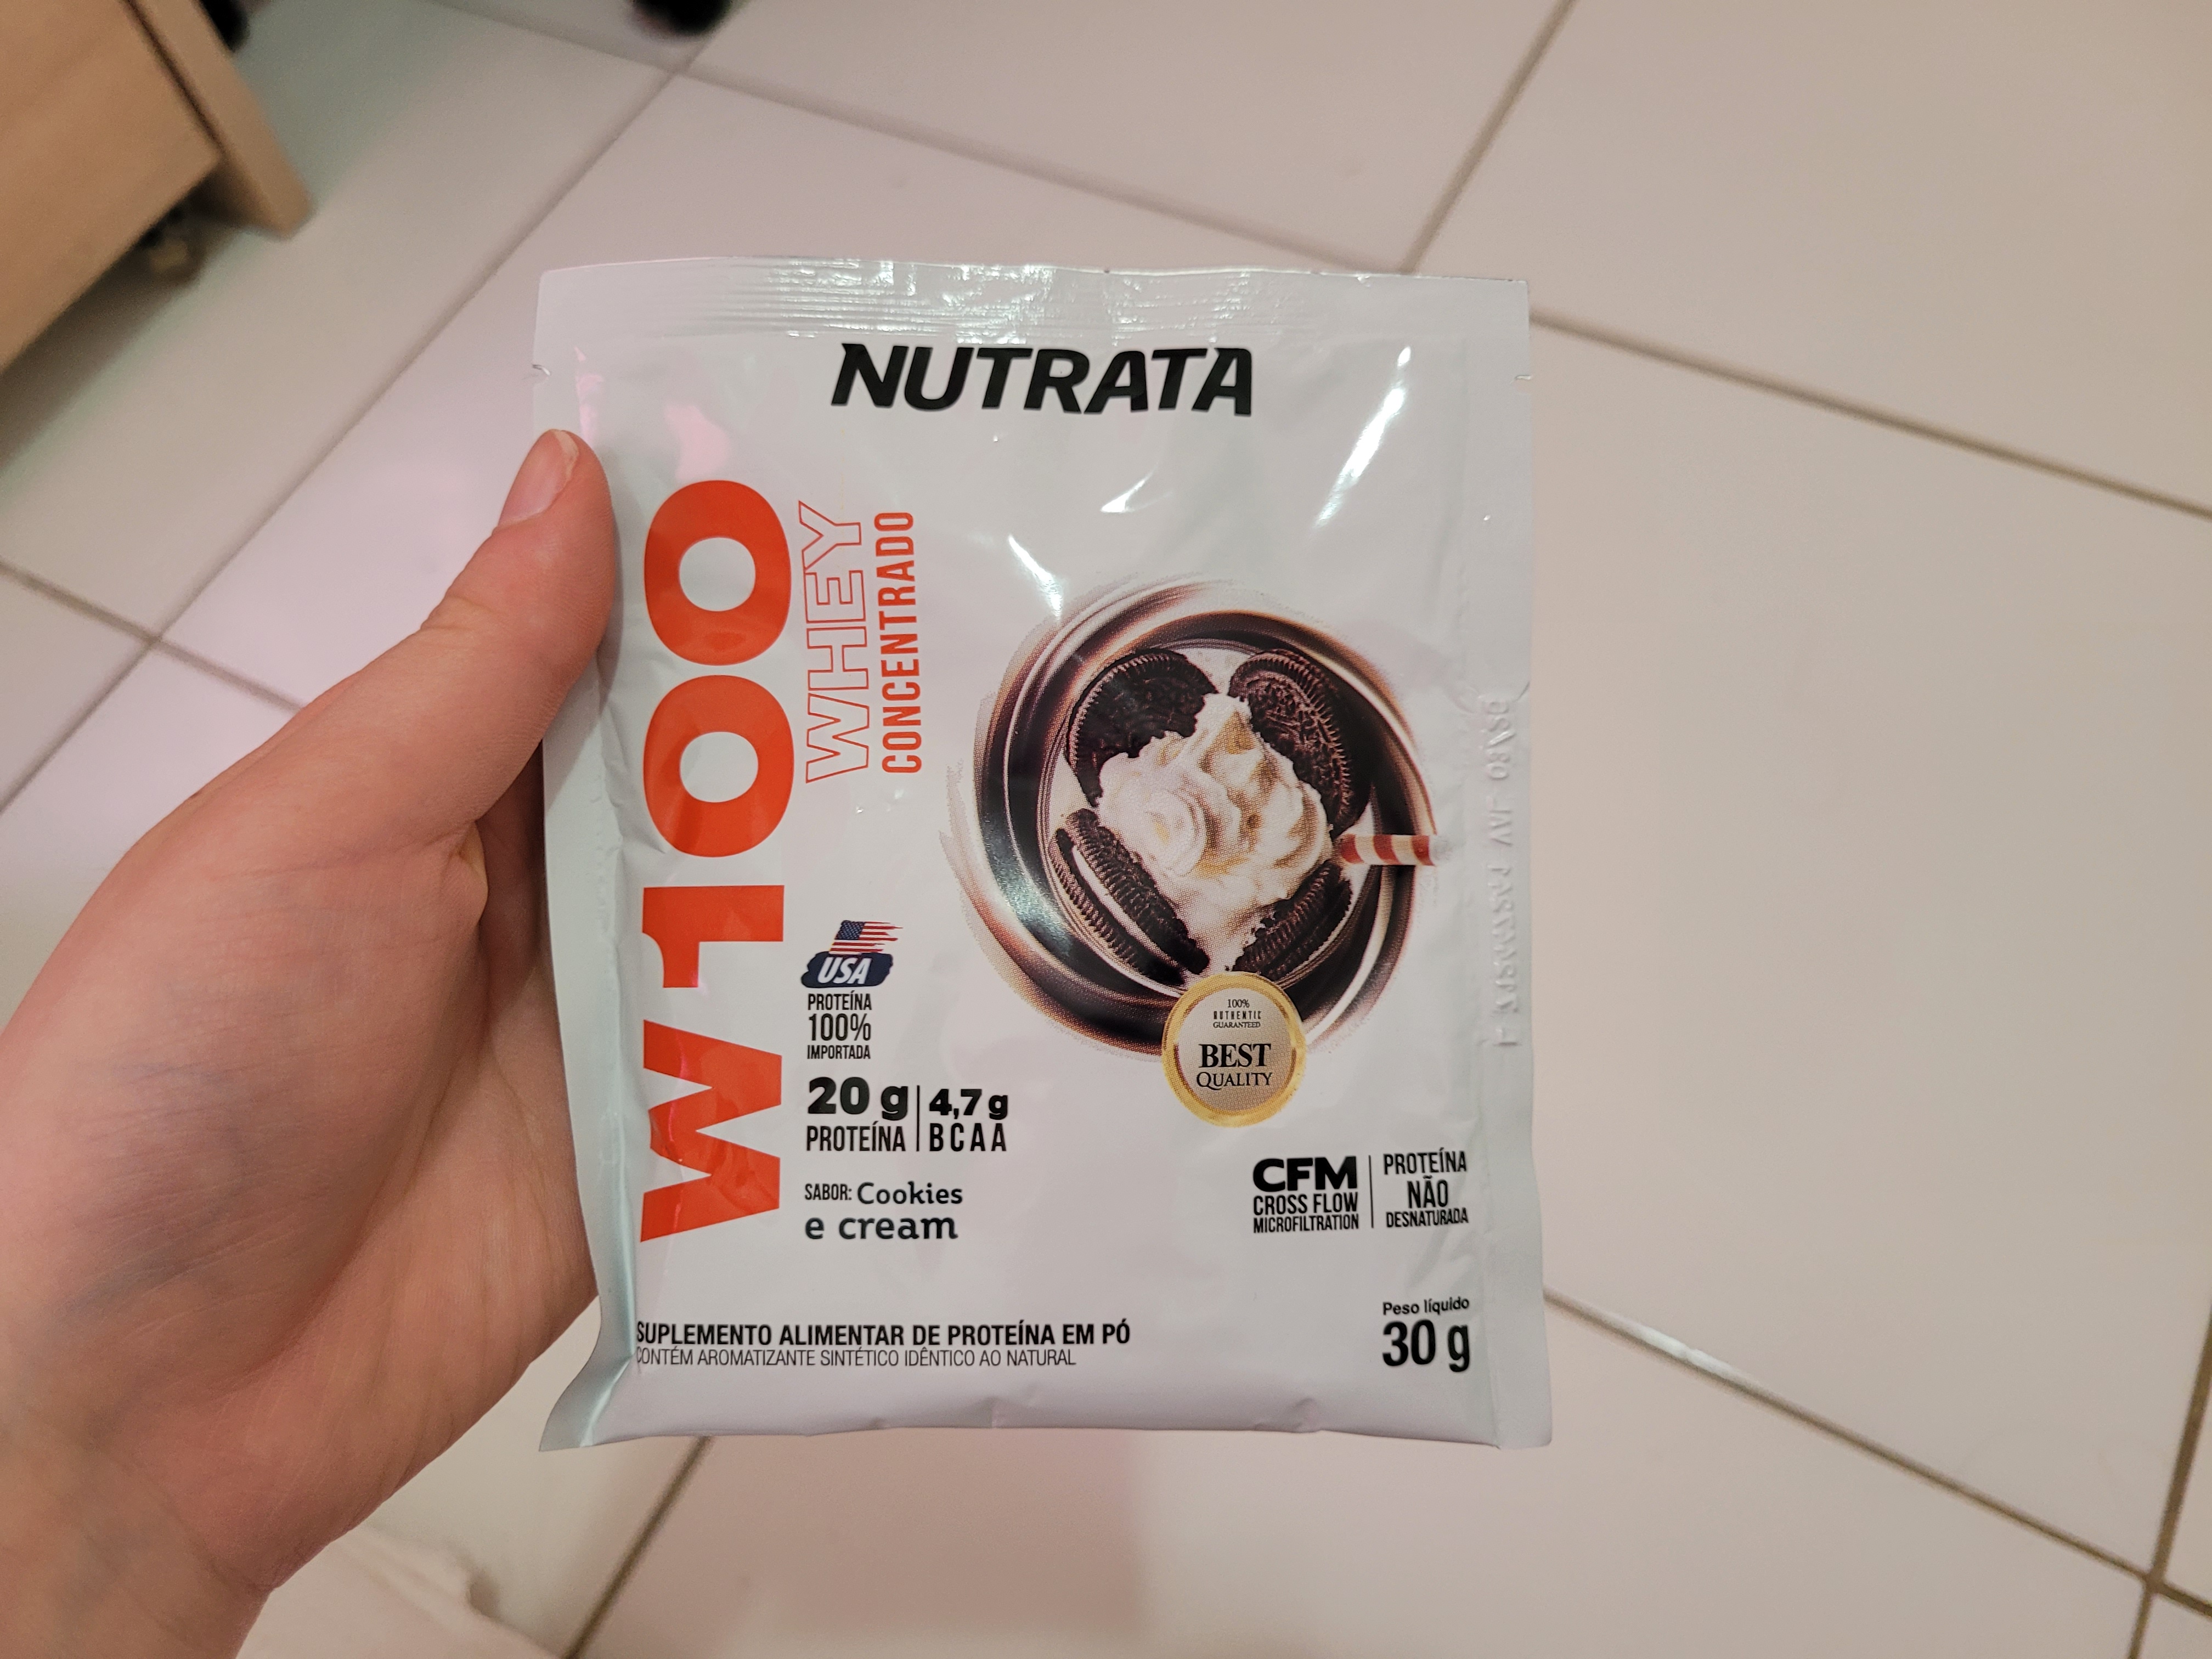 NUTRATA
W100
WHEY
CONCENTRADO
USA
PROTEÍNA
100%
IMPORTADA
20 g PROTEÍNA
4,7 g BCAA
SABOR: Cookies
e cream
100%
AUTHENTIC
GUARANTEED
BEST
QUALITY
CFM
CROSS FLOW
MICROFILTRATION
PROTEÍNA
NÃO
DESNATURADA
SUPLEMENTO ALIMENTAR DE PROTEÍNA EM PÓ
CONTÉM AROMATIZANTE SINTÉTICO IDÊNTICO AO NATURAL
Peso líquido
30 g